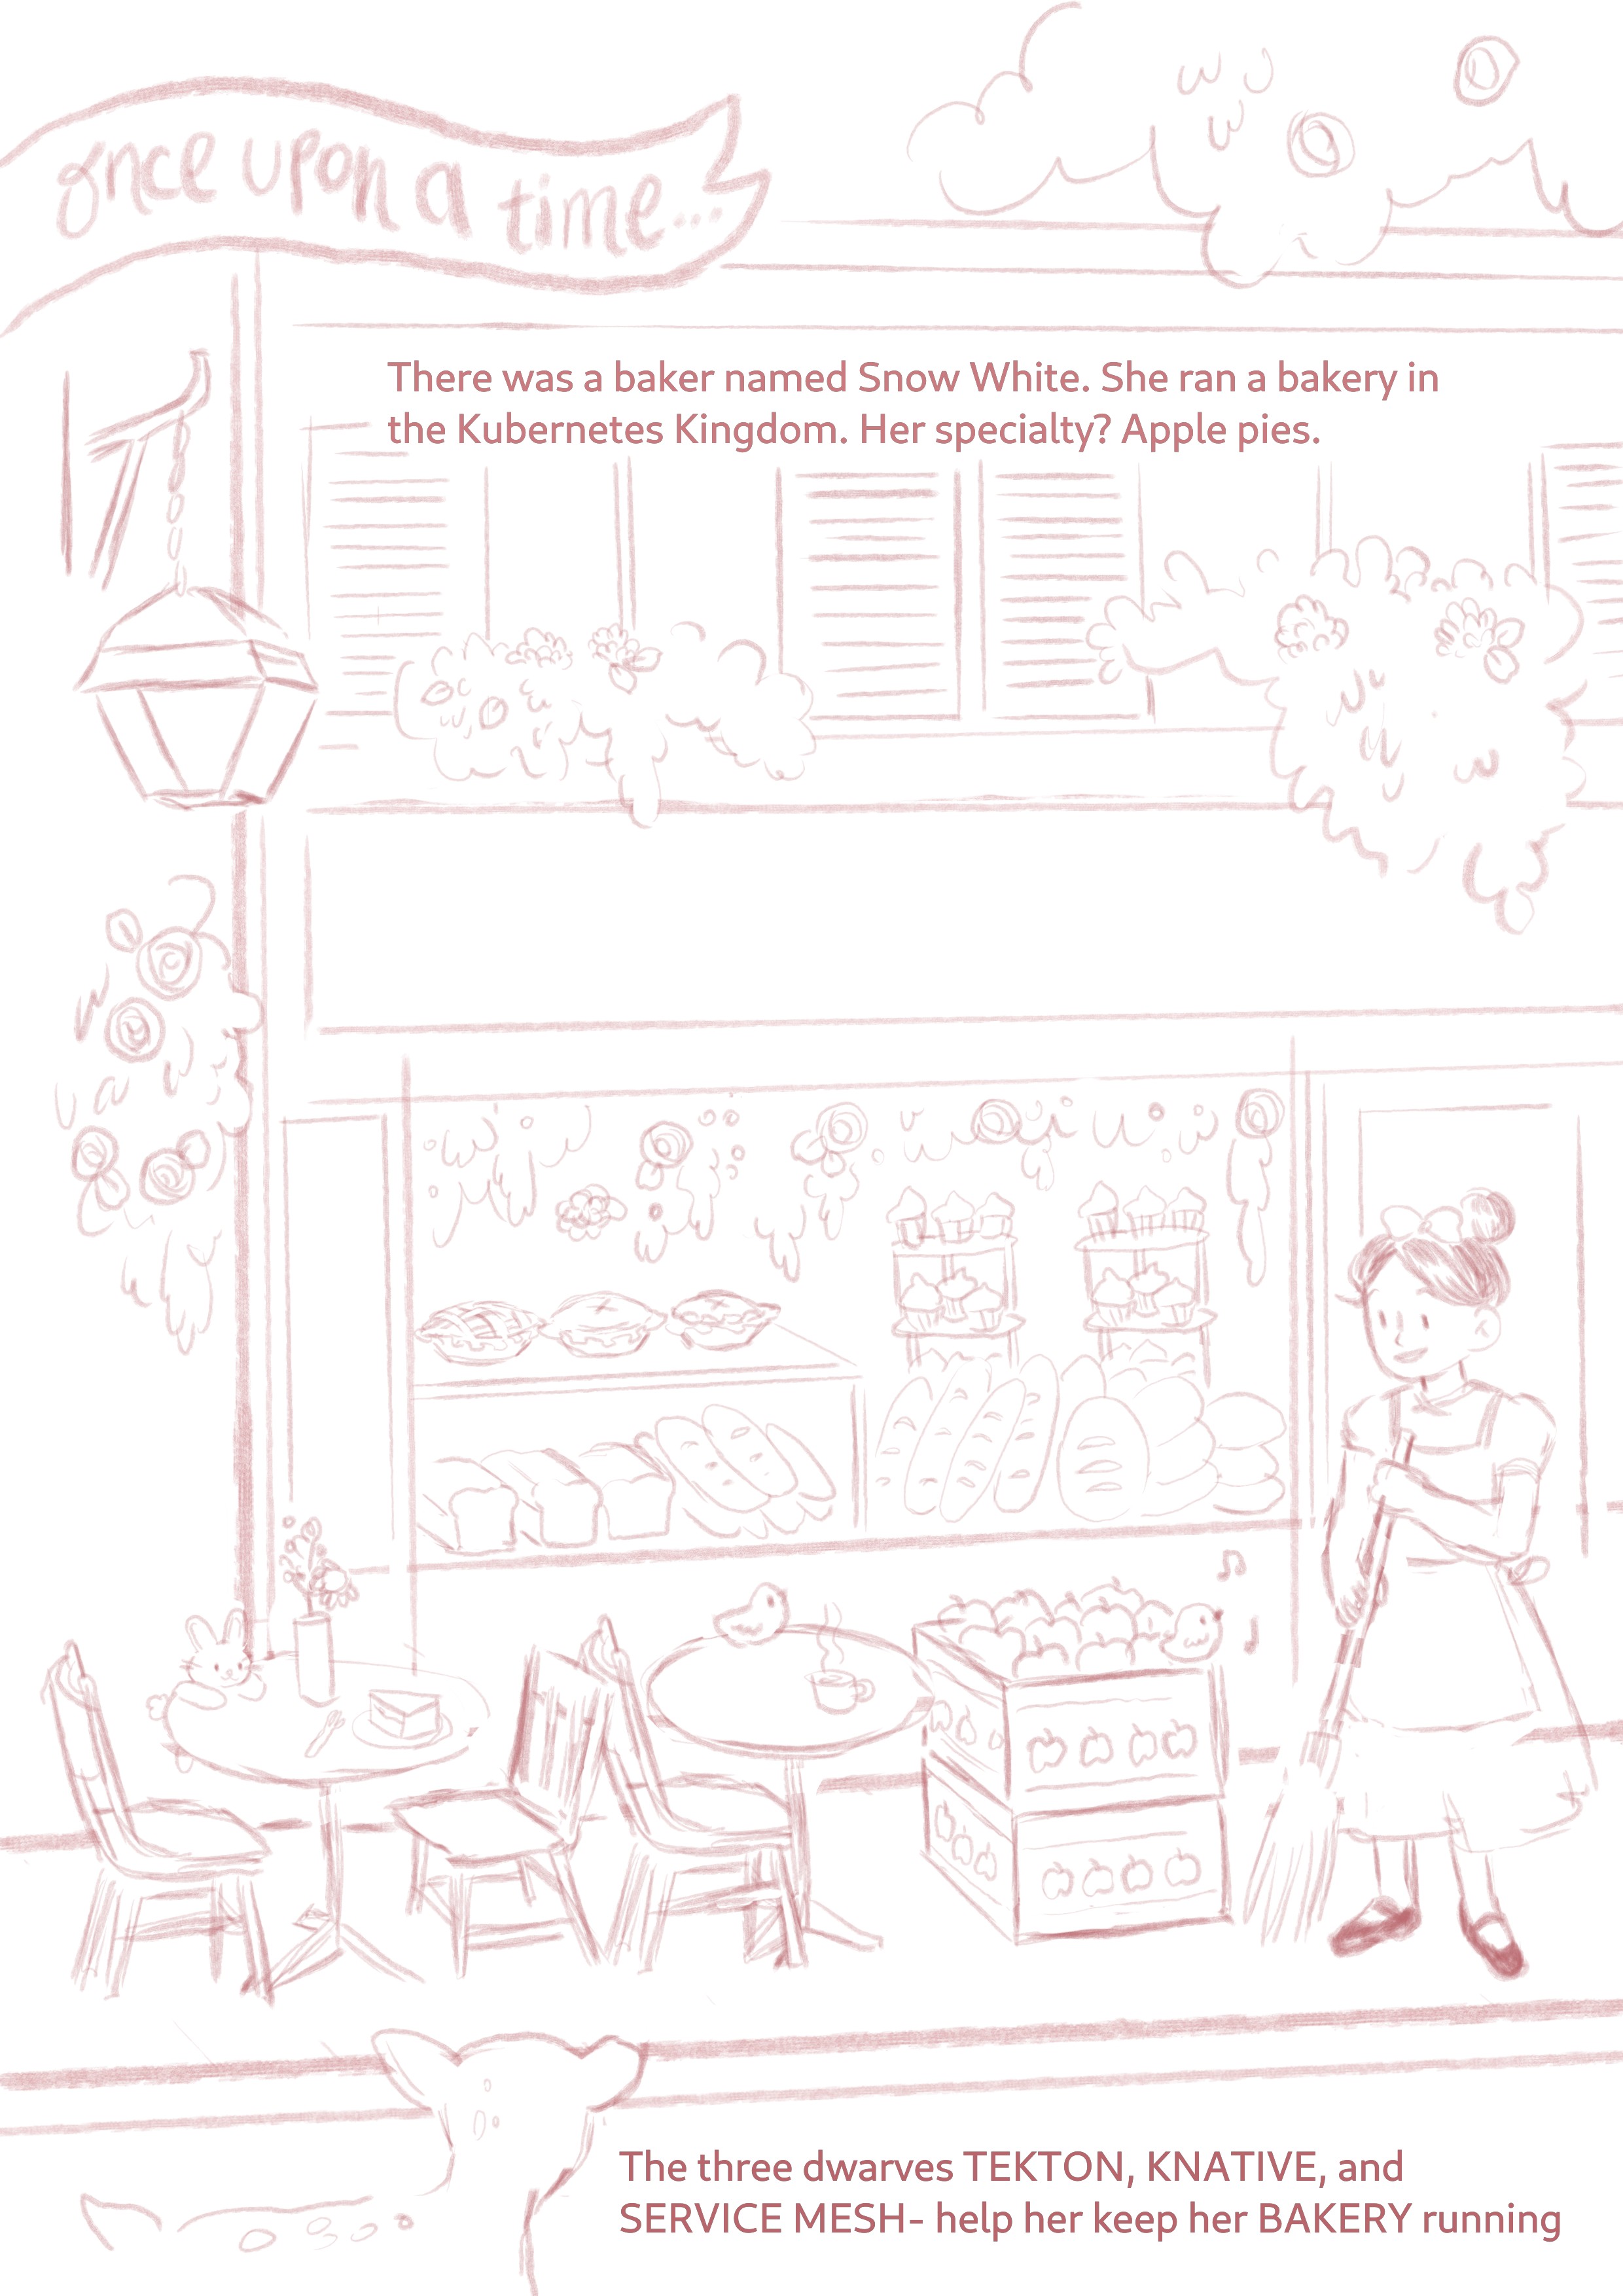 once upon a time...
There was a baker named Snow White. She ran a bakery in
the Kubernetes Kingdom. Her specialty? Apple pies.
The three dwarves TEKTON, KNATIVE, and
SERVICE MESH- help her keep her BAKERY running